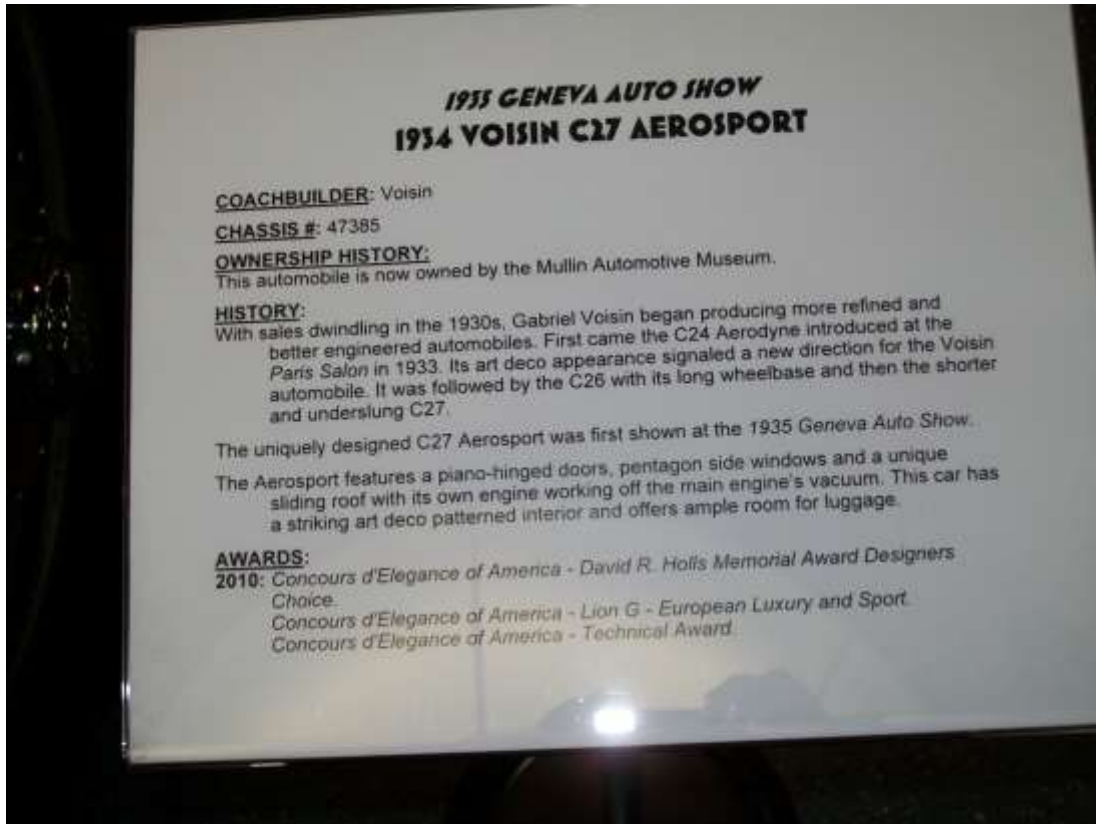 1935 GENEVA AUTO SHOW
1934 VOISIN C27 AEROSPORT
COACHBUILDER: Voisin
CHASSIS #: 47385
OWNERSHIP HISTORY:
This automobile is now owned by the Mullin Automotive Museum.
HISTORY:
With sales dwindling in the 1930s, Gabriel Voisin began producing more refined and
better engineered automobiles. First came the C24 Aerodyne introduced at the
Paris Salon in 1933. Its art deco appearance signaled a new direction for the Voisin
automobile. It was followed by the C26 with its long wheelbase and then the shorter
and underslung C27.
The uniquely designed C27 Aerosport was first shown at the 1935 Geneva Auto Show.
The Aerosport features a piano-hinged doors, pentagon side windows and a unique
sliding roof with its own engine working off the main engine's vacuum. This car has
a striking art deco patterned interior and offers ample room for luggage.
AWARDS:
2010: Concours d'Elegance of America - David R. Holls Memorial Award Designers
Choice.
Concours d'Elegance of America - Lion G - European Luxury and Sport.
Concours d'Elegance of America - Technical Award.